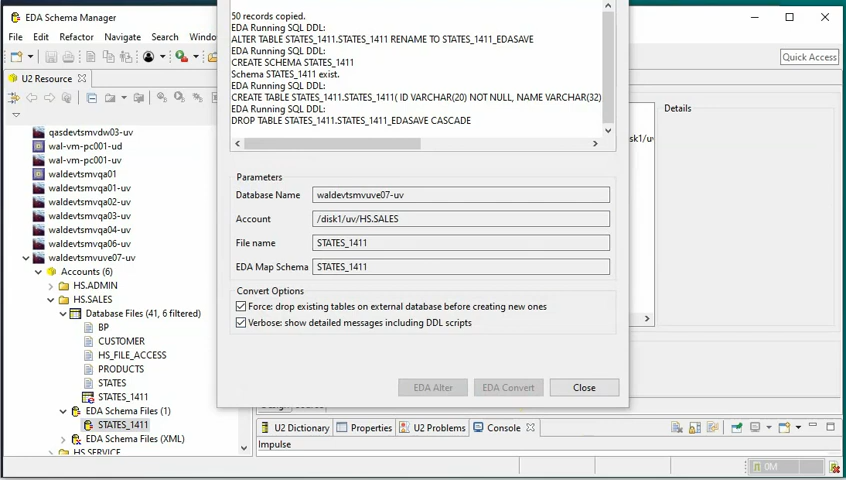 EDA Schema Manager
File Edit Refactor Navigate Search Windo
Quick Access
U2 Resource
qasdevtsmvdw03-uv
wal-vm-pc001-ud
wal-vm-pc001-uv
waldevtsmvqa01
waldevtsmvqa01-uv
waldevtsmvqa02-uv
waldevtsmvqa03-uv
waldevtsmvqa04-uv
waldevtsmvqa06-uv
waldevtsmvuve07-uv
Accounts (6)
HS.ADMIN
HS.SALES
Database Files (41, 6 filtered)
BP
CUSTOMER
HS_FILE_ACCESS
PRODUCTS
STATES
STATES_1411
EDA Schema Files (1)
STATES_1411
EDA Schema Files (XML)
HS.SERVICE
50 records copied.
EDA Running SQL DDL:
ALTER TABLE STATES_1411.STATES_1411 RENAME TO STATES_1411_EDASAVE
EDA Running SQL DDL:
CREATE SCHEMA STATES_1411
Schema STATES_1411 exist.
EDA Running SQL DDL:
CREATE TABLE STATES_1411.STATES_1411( ID VARCHAR(20) NOT NULL, NAME VARCHAR(32)
EDA Running SQL DDL:
DROP TABLE STATES_1411.STATES_1411_EDASAVE CASCADE
Parameters
Database Name waldevtsmvuve07-uv
Account /disk1/uv/HS.SALES
File name STATES_1411
EDA Map Schema STATES_1411
Convert Options
Force: drop existing tables on external database before creating new ones
Verbose: show detailed messages including DDL scripts
EDA Alter EDA Convert Close
Details
sk1/uv
U2 Dictionary Properties U2 Problems Console
Impulse
0M